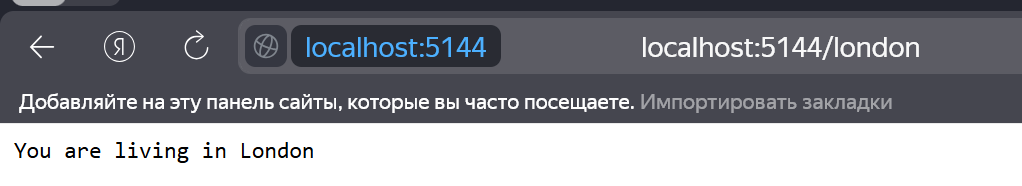 Я localhost:5144 localhost:5144/london
Добавляйте на эту панель сайты, которые вы часто посещаете. Импортировать закладки
You are living in London